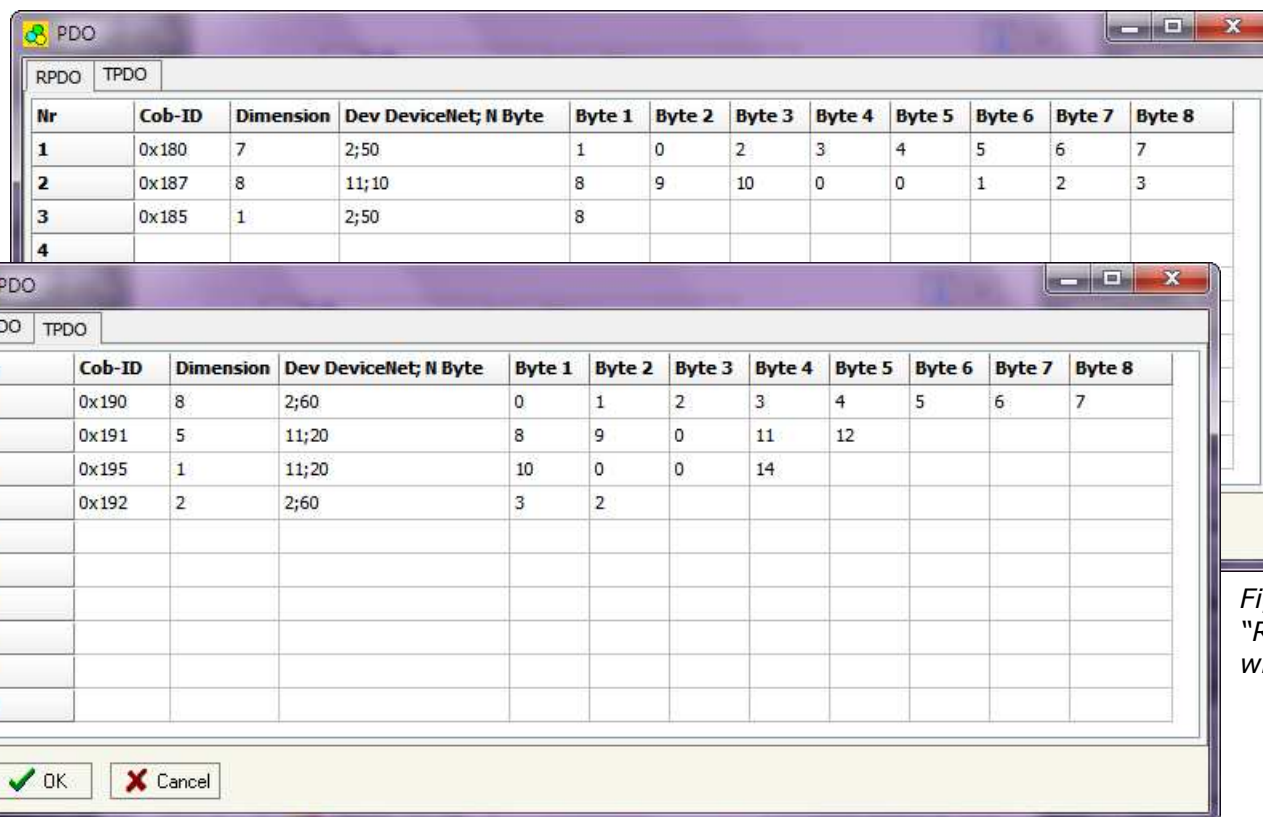 PDO
RPDO TPDO
Nr Cob-ID Dimension Dev DeviceNet; N Byte Byte 1 Byte 2 Byte 3 Byte 4 Byte 5 Byte 6 Byte 7 Byte 8
1 0x180 7 2;50 1 0 2 3 4 5 6 7
2 0x187 8 11;10 8 9 10 0 0 1 2 3
3 0x185 1 2;50 8
4
PDO
DO TPDO
Cob-ID Dimension Dev DeviceNet; N Byte Byte 1 Byte 2 Byte 3 Byte 4 Byte 5 Byte 6 Byte 7 Byte 8
0x190 8 2;60 0 1 2 3 4 5 6 7
0x191 5 11;20 8 9 0 11 12
0x195 1 11;20 10 0 0 14
0x192 2 2;60 3 2
OK Cancel